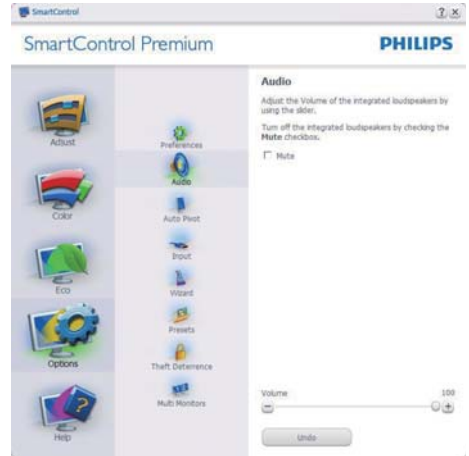 SmartControl
SmartControl Premium
PHILIPS
Adjust
Color
Eco
Options
Help
Preferences
Audio
Auto Pivot
Input
Wizard
Presets
Theft Deterrence
Multi Monitors
Audio
Adjust the Volume of the integrated loudspeakers by
using the slider.
Turn off the integrated loudspeakers by checking the
Mute checkbox.
Mute
Volume 100
Undo